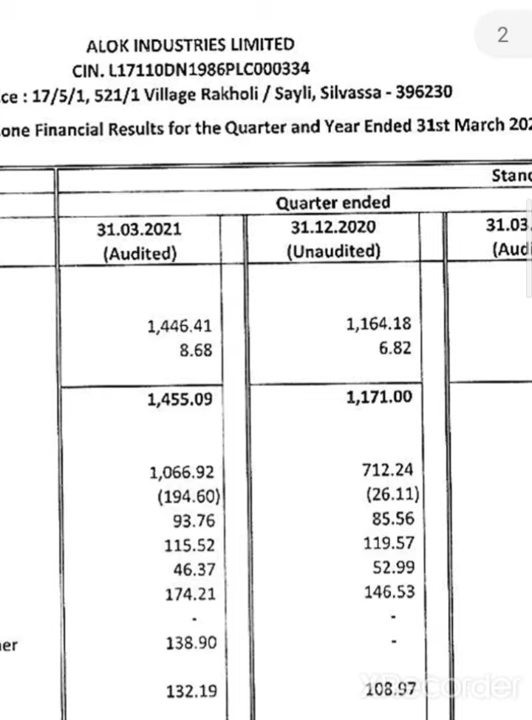 2
ALOK INDUSTRIES LIMITED
CIN. L17110DN1986PLC000334
ce : 17/5/1, 521/1 Village Rakholi / Sayli, Silvassa - 396230
one Financial Results for the Quarter and Year Ended 31st March 202
Stand
Quarter ended
31.03.2021 31.12.2020 31.03.
(Audited) (Unaudited) (Audi
1,446.41 1,164.18
8.68 6.82
1,455.09 1,171.00
1,066.92 712.24
(194.60) (26.11)
93.76 85.56
115.52 119.57
46.37 52.99
174.21 146.53
- -
ner 138.90 -
132.19 108.97
XRecorder